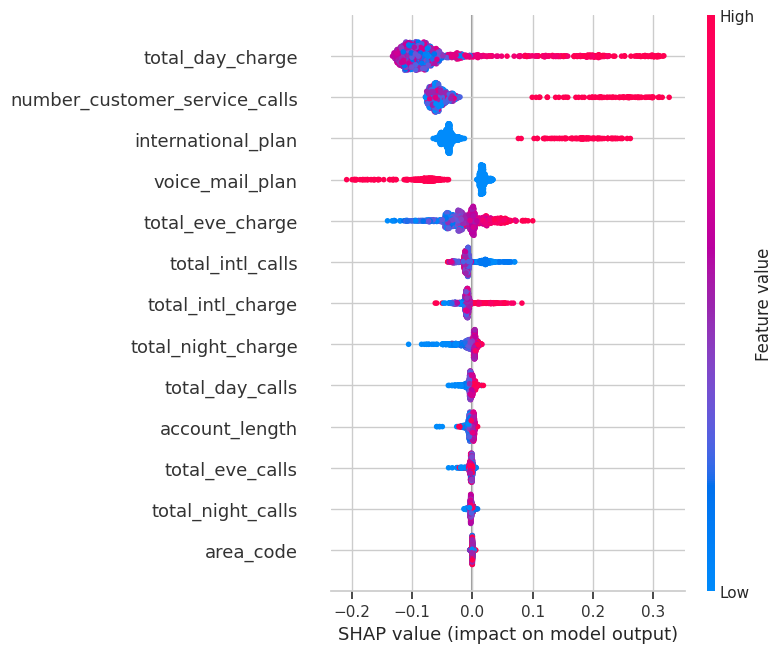 High
total_day_charge
number_customer_service_calls
international_plan
voice_mail_plan
total_eve_charge
total_intl_calls
total_intl_charge
total_night_charge
total_day_calls
account_length
total_eve_calls
total_night_calls
area_code
Feature value
Low
−0.2 −0.1 0.0 0.1 0.2 0.3
SHAP value (impact on model output)